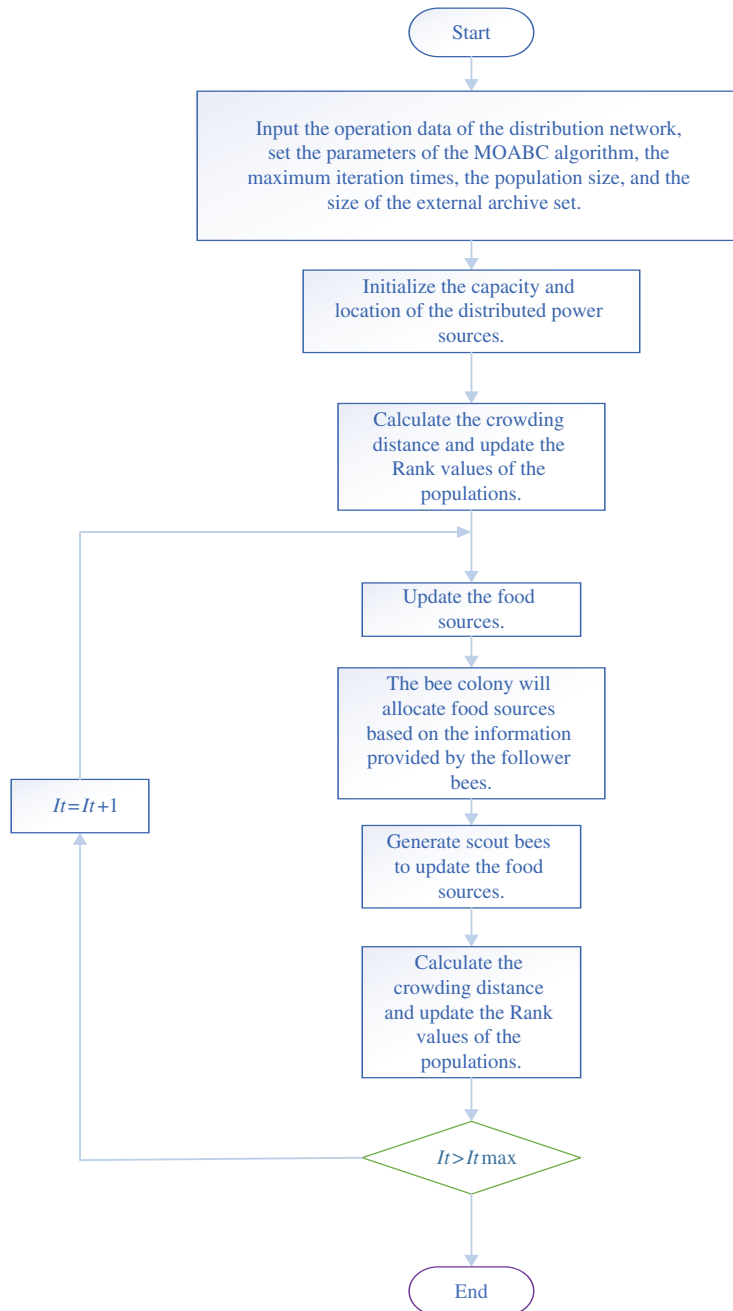 Start
Input the operation data of the distribution network,
set the parameters of the MOABC algorithm, the
maximum iteration times, the population size, and the
size of the external archive set.
Initialize the capacity and
location of the distributed power
sources.
Calculate the crowding
distance and update the
Rank values of the
populations.
Update the food
sources.
The bee colony will
allocate food sources
based on the information
provided by the follower
bees.
It=It+1
Generate scout bees
to update the food
sources.
Calculate the
crowding distance
and update the Rank
values of the
populations.
It>It max
End